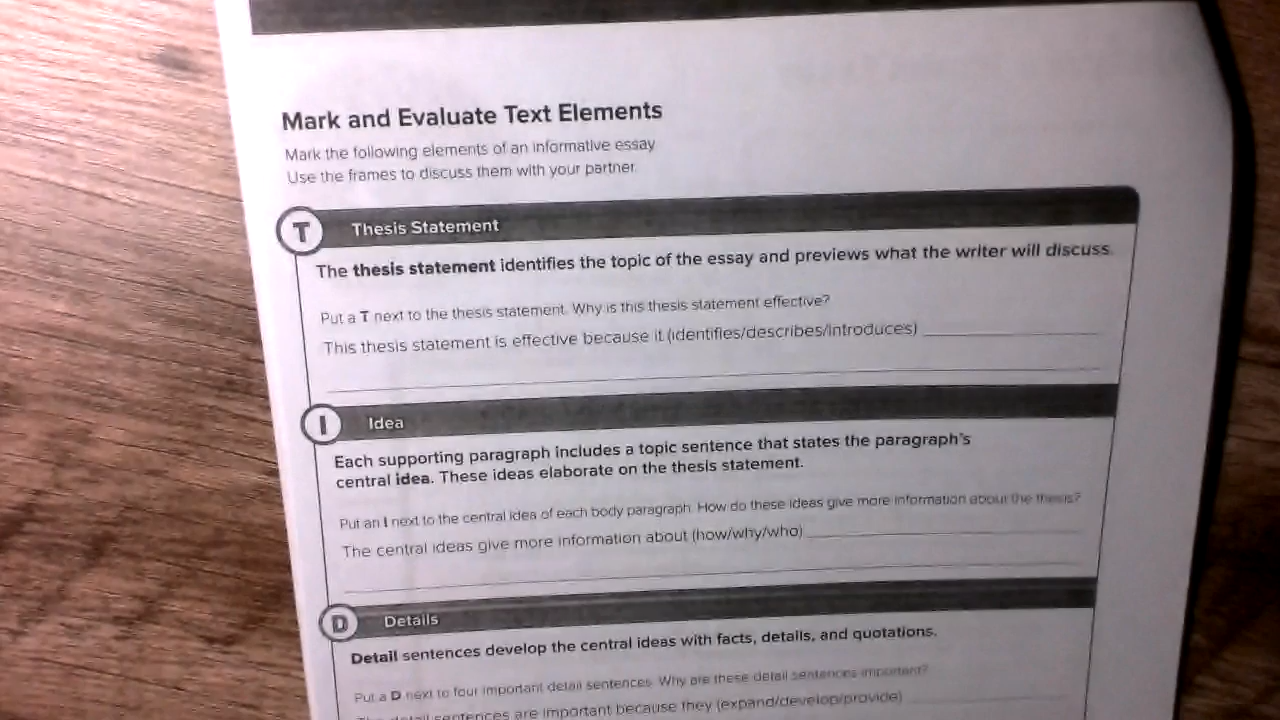 Mark and Evaluate Text Elements
Mark the following elements of an informative essay
Use the frames to discuss them with your partner.
T Thesis Statement
The thesis statement identifies the topic of the essay and previews what the writer will discuss.
Put a T next to the thesis statement. Why is this thesis statement effective?
This thesis statement is effective because it (identifies/describes/introduces)
I Idea
Each supporting paragraph includes a topic sentence that states the paragraph's
central idea. These ideas elaborate on the thesis statement.
Put an I next to the central idea of each body paragraph. How do these ideas give more information about the thesis?
The central ideas give more information about (how/why/who)
D Details
Detail sentences develop the central ideas with facts, details, and quotations.
Put a D next to four important detail sentences. Why are these detail sentences important?
The detail sentences are important because they (expand/develop/provide)